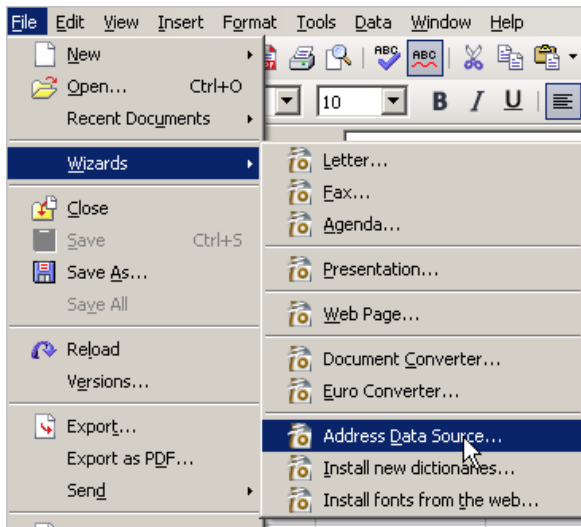 File Edit View Insert Format Tools Data Window Help
New
Open... Ctrl+O
Recent Documents
Wizards
Close
Save Ctrl+S
Save As...
Save All
Reload
Versions...
Export...
Export as PDF...
Send
ABC ABC
10 B I U
Letter...
Fax...
Agenda...
Presentation...
Web Page...
Document Converter...
Euro Converter...
Address Data Source...
Install new dictionaries...
Install fonts from the web...